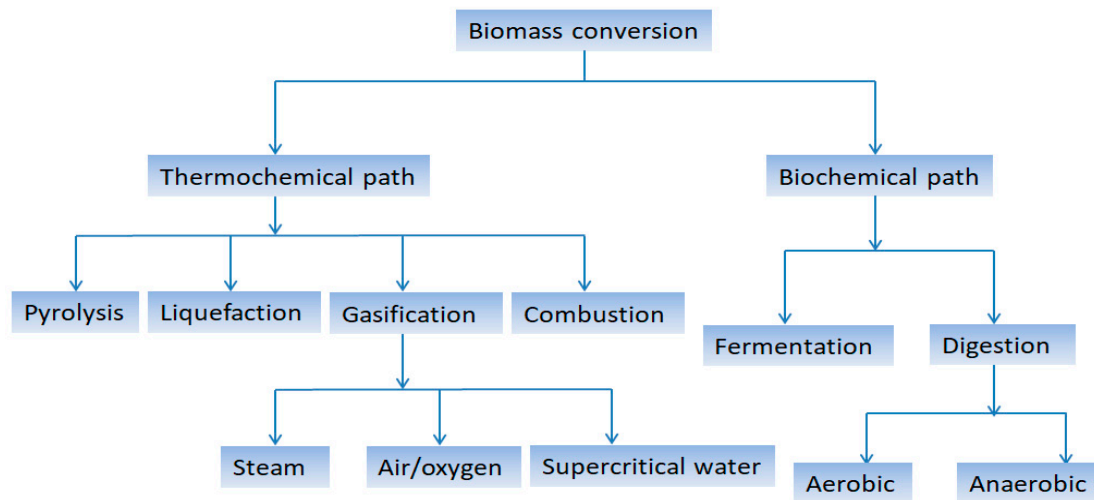 Biomass conversion
Thermochemical path
Biochemical path
Pyrolysis
Liquefaction
Gasification
Combustion
Fermentation
Digestion
Steam
Air/oxygen
Supercritical water
Aerobic
Anaerobic